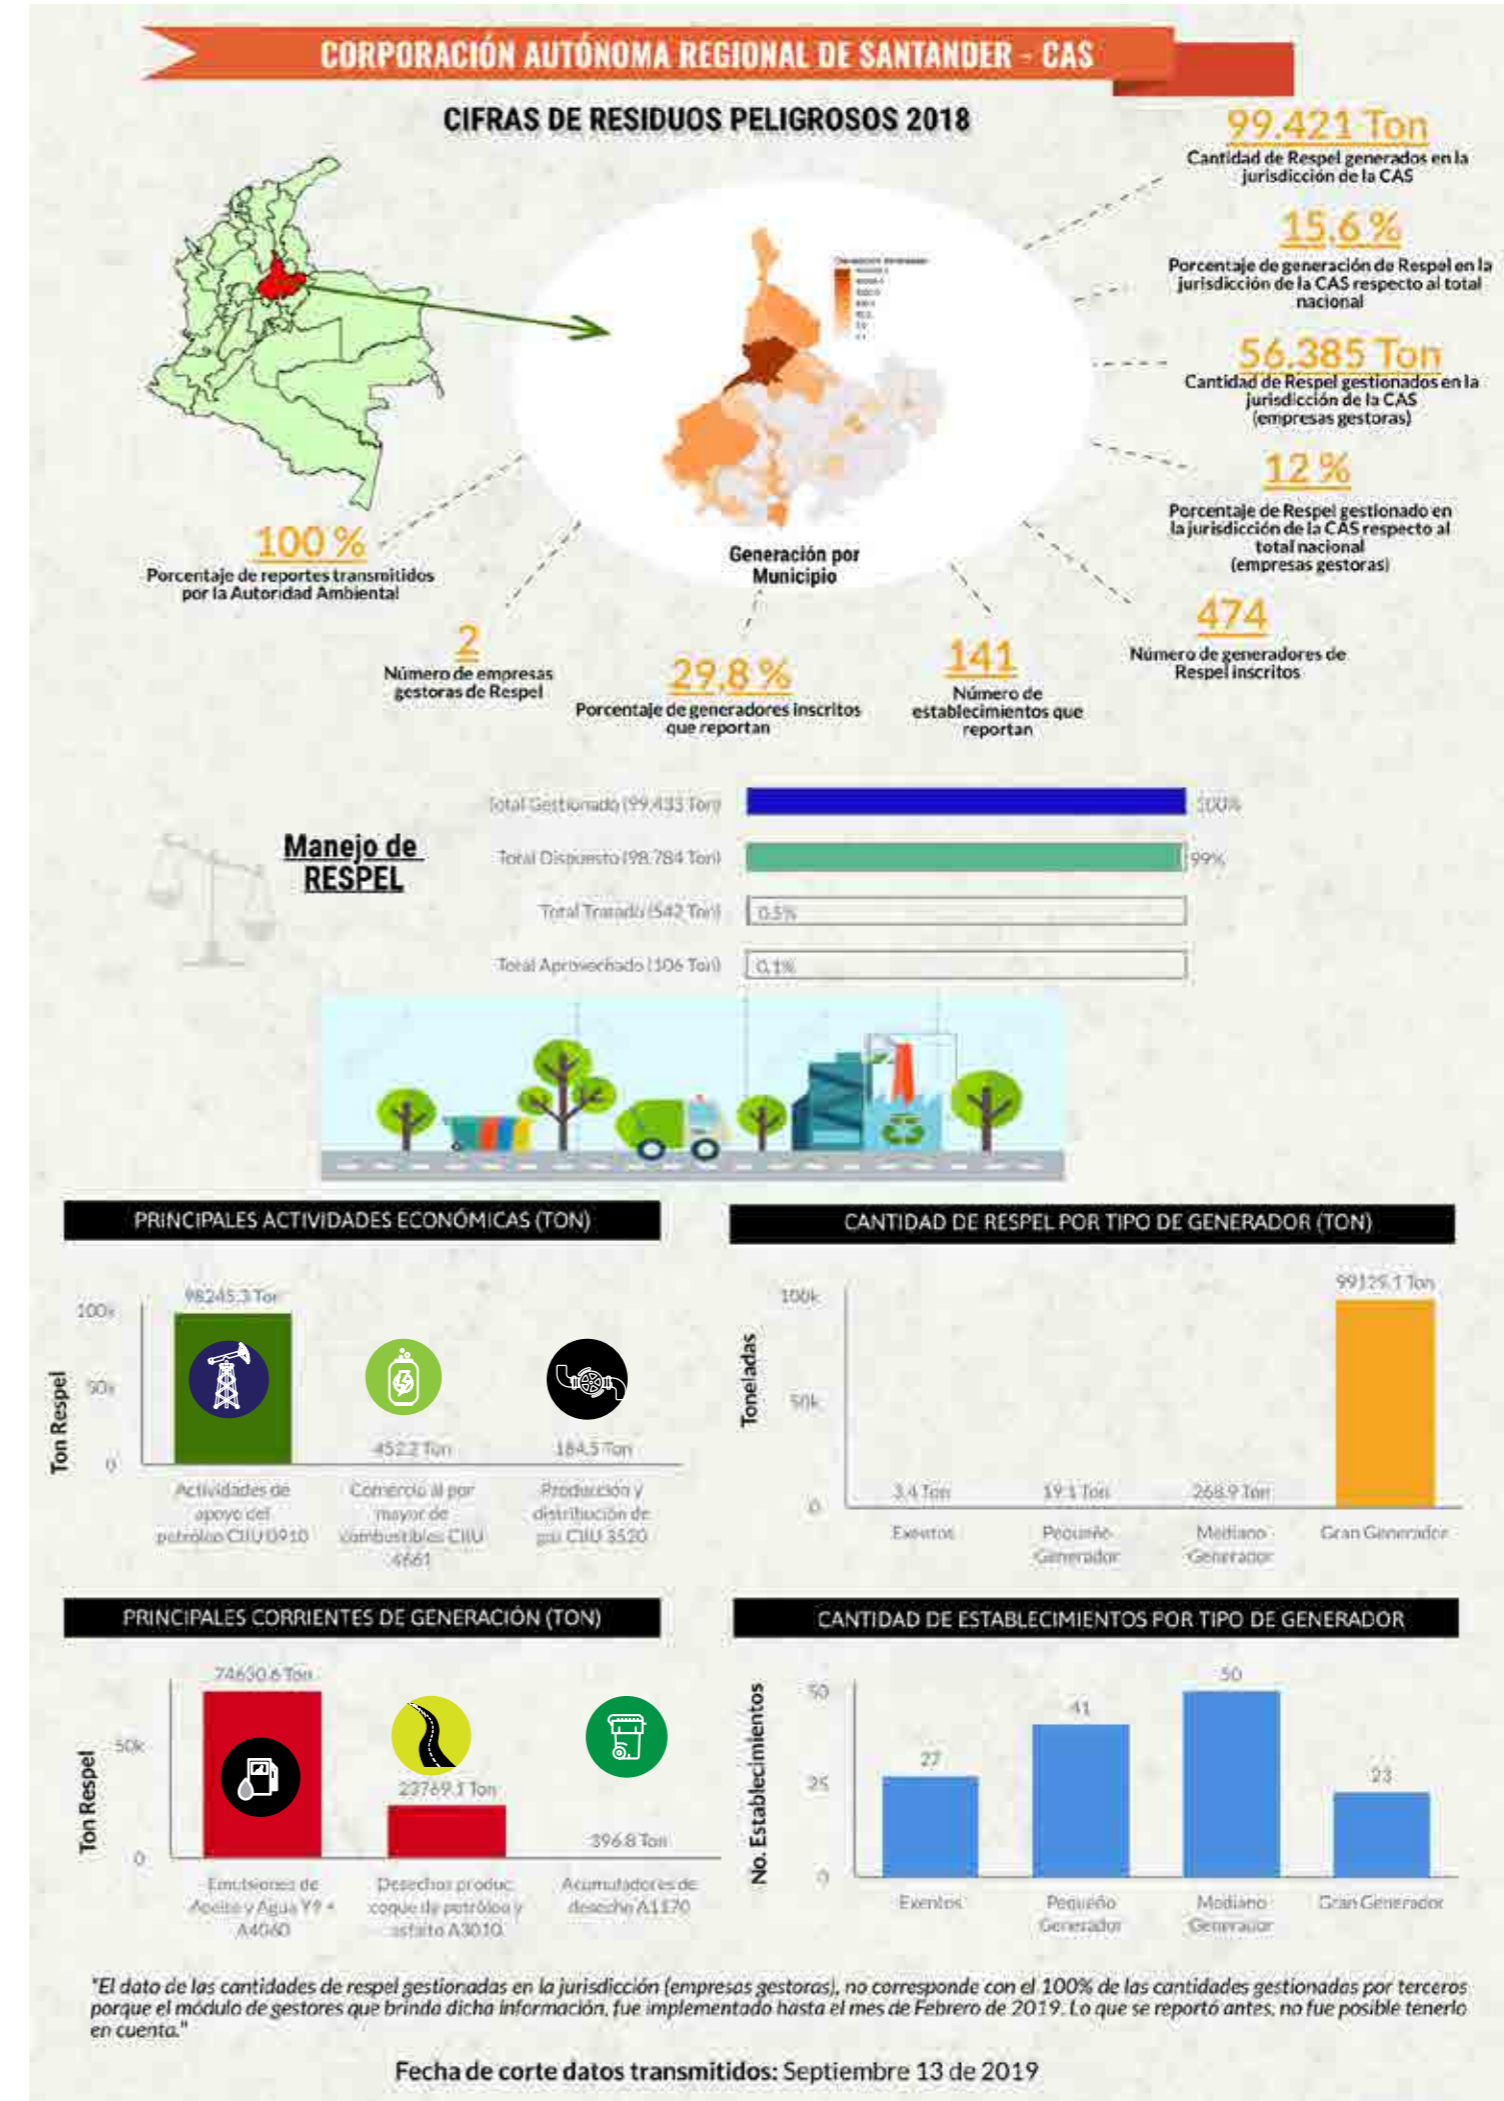 CORPORACIÓN AUTÓNOMA REGIONAL DE SANTANDER - CAS
CIFRAS DE RESIDUOS PELIGROSOS 2018
99.421 Ton
Cantidad de Respel generados en la
jurisdicción de la CAS
15,6 %
Porcentaje de generación de Respel en la
jurisdicción de la CAS respecto al total
nacional
56.385 Ton
Cantidad de Respel gestionados en la
jurisdicción de la CAS
(empresas gestoras)
12 %
Porcentaje de Respel gestionado en
la jurisdicción de la CAS respecto al
total nacional
(empresas gestoras)
474
Número de generadores de
Respel inscritos
141
Número de
establecimientos que
reportan
29,8 %
Porcentaje de generadores inscritos
que reportan
2
Número de empresas
gestoras de Respel
100 %
Porcentaje de reportes transmitidos
por la Autoridad Ambiental
Generación por
Municipio
Manejo de
RESPEL
Total Gestionado (99.433 Ton)
100%
Total Dispuesto (98.784 Ton)
99%
Total Tratado (542 Ton)
0.5%
Total Aprovechado (106 Ton)
0.1%
PRINCIPALES ACTIVIDADES ECONÓMICAS (TON)
Ton Respel
100k
50k
0
98245.3 Ton
452.2 Ton
184.5 Ton
Actividades de
apoyo del
petróleo CIIU 0910
Comercio al por
mayor de
combustibles CIIU
4661
Producción y
distribución de
gas CIIU 3520
CANTIDAD DE RESPEL POR TIPO DE GENERADOR (TON)
Toneladas
100k
50k
0
3.4 Ton
19.1 Ton
268.9 Ton
99129.1 Ton
Exentos
Pequeño
Generador
Mediano
Generador
Gran Generador
PRINCIPALES CORRIENTES DE GENERACIÓN (TON)
Ton Respel
50k
0
74630.6 Ton
23769.1 Ton
396.8 Ton
Emulsiones de
Aceite y Agua Y9 +
A4060
Desechos produc
coque de petróleo y
asfalto A3010
Acumuladores de
desecho A1170
CANTIDAD DE ESTABLECIMIENTOS POR TIPO DE GENERADOR
No. Establecimientos
50
25
0
27
41
50
23
Exentos
Pequeño
Generador
Mediano
Generador
Gran Generador
"El dato de las cantidades de respel gestionadas en la jurisdicción (empresas gestoras), no corresponde con el 100% de las cantidades gestionadas por terceros
porque el módulo de gestores que brinda dicha información, fue implementado hasta el mes de Febrero de 2019. Lo que se reportó antes, no fue posible tenerlo
en cuenta."
Fecha de corte datos transmitidos: Septiembre 13 de 2019